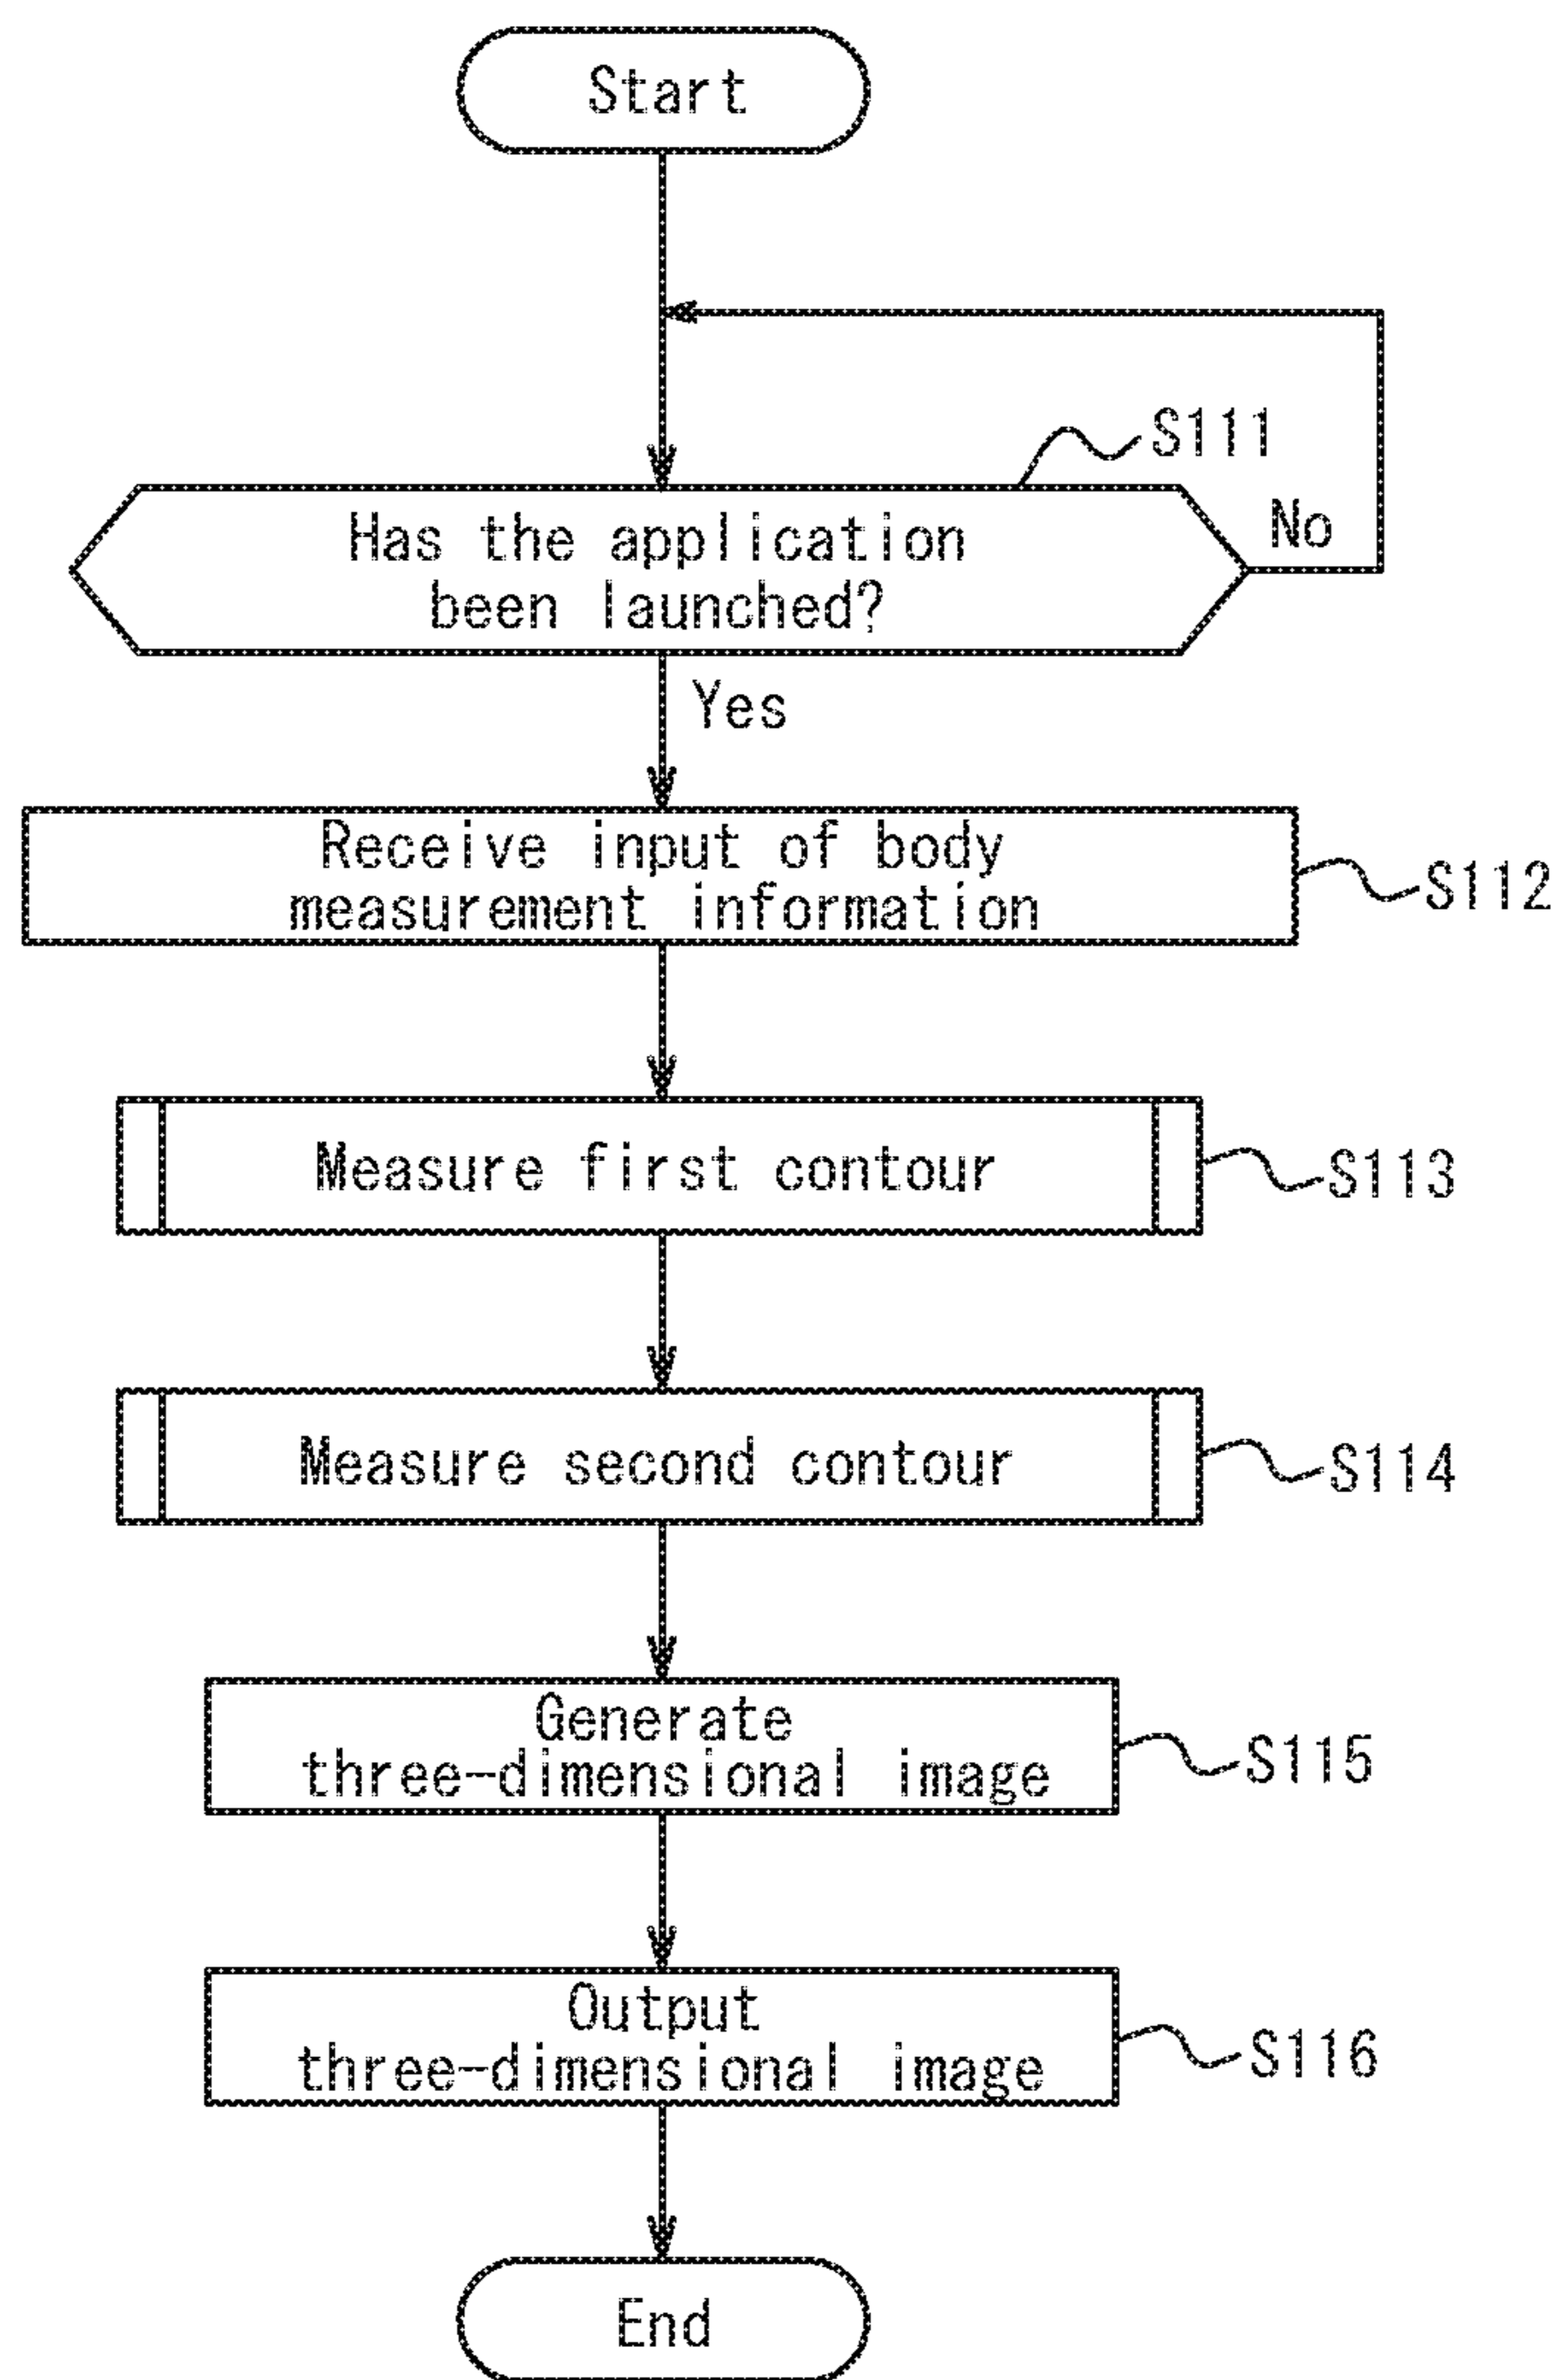 Start
S111
Has the application
been launched?
No
Yes
Receive input of body
measurement information
S112
Measure first contour
S113
Measure second contour
S114
Generate
three-dimensional image
S115
Output
three-dimensional image
S116
End